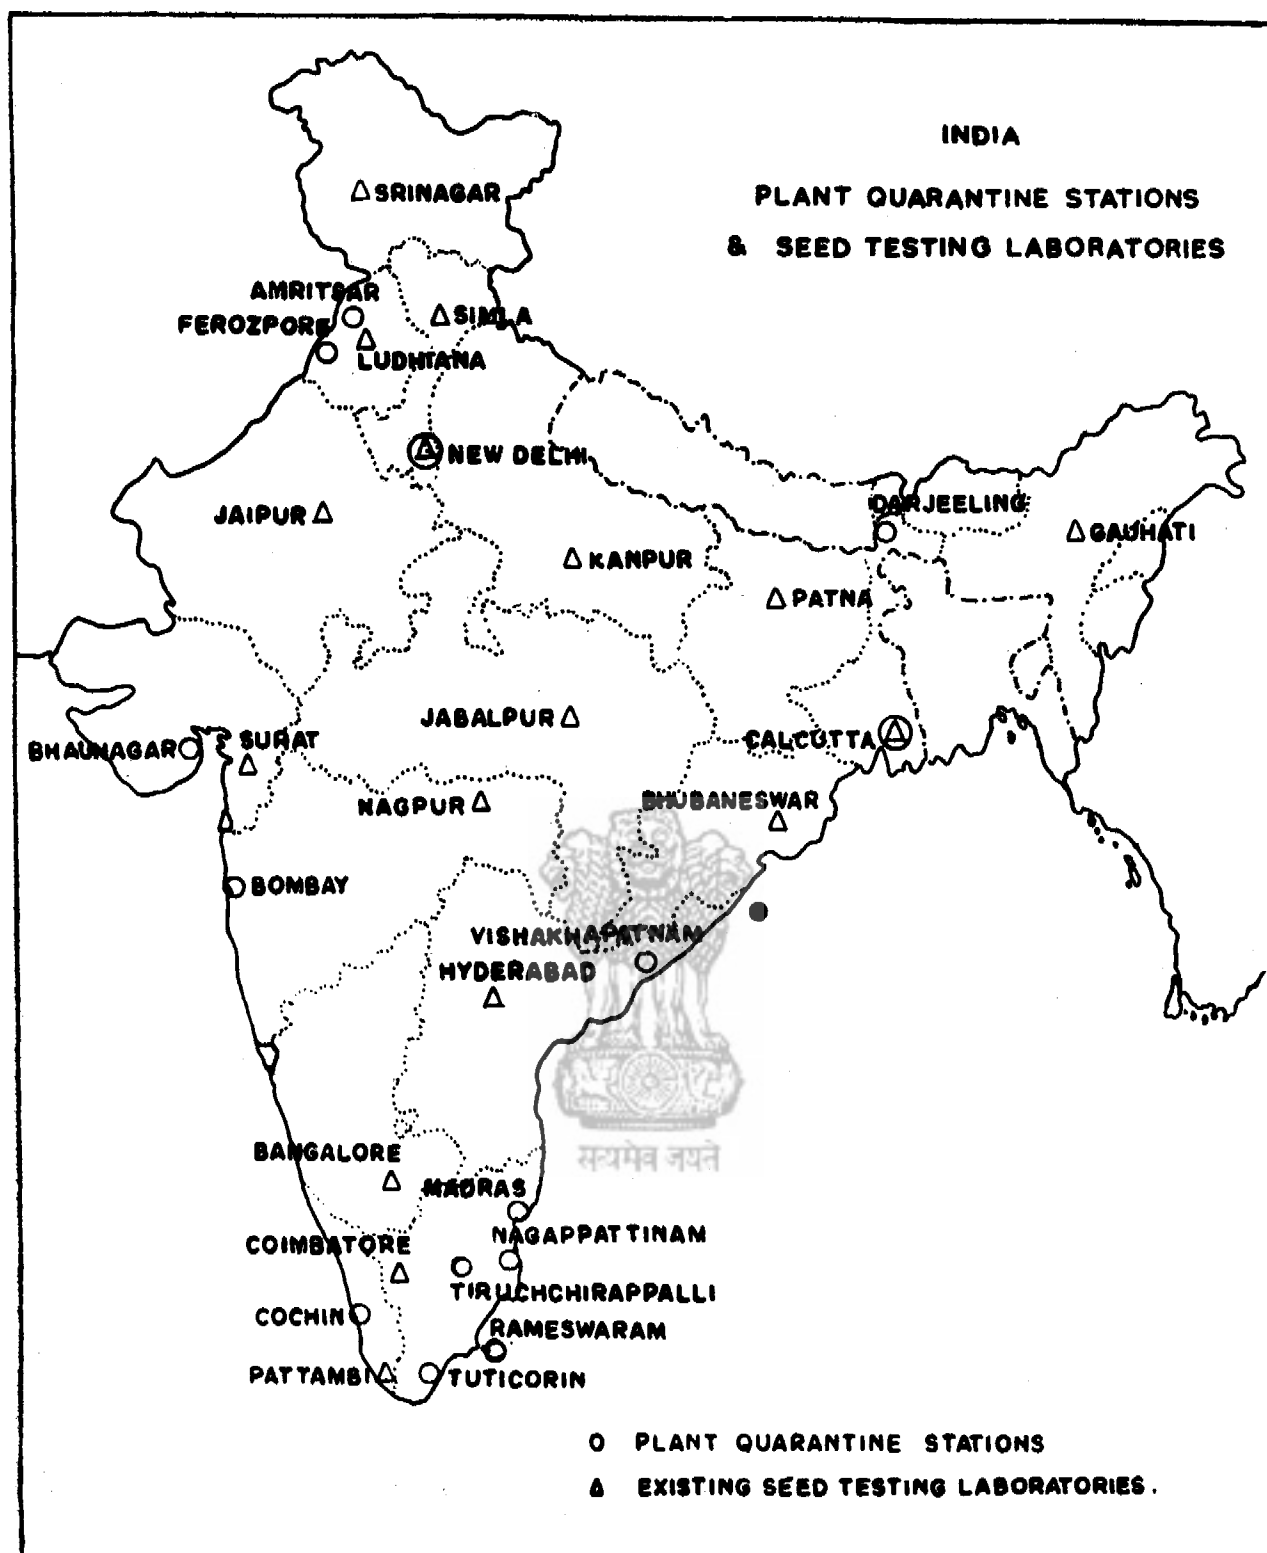 INDIA
PLANT QUARANTINE STATIONS
& SEED TESTING LABORATORIES
SRINAGAR
AMRITSAR
SIMLA
FEROZPORE
LUDHIANA
NEW DELHI
DARJEELING
JAIPUR
GAUHATI
KANPUR
PATNA
JABALPUR
CALCUTTA
SURAT
BHAUNAGAR
NAGPUR
BHUBANESWAR
BOMBAY
VISHAKHAPATNAM
HYDERABAD
सत्यमेव जयते
BANGALORE
MADRAS
NAGAPPATTINAM
COIMBATORE
TIRUCHCHIRAPPALLI
COCHIN
RAMESWARAM
PATTAMBI
TUTICORIN
O PLANT QUARANTINE STATIONS
Δ EXISTING SEED TESTING LABORATORIES.